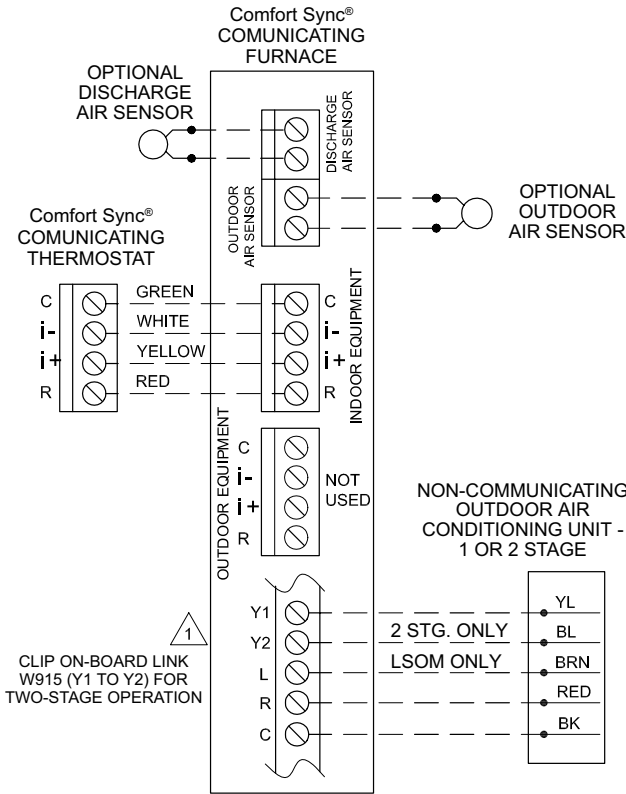 Comfort Sync®
COMUNICATING
FURNACE
OPTIONAL
DISCHARGE
AIR SENSOR
DISCHARGE
AIR SENSOR
OUTDOOR
AIR SENSOR
OPTIONAL
OUTDOOR
AIR SENSOR
Comfort Sync®
COMUNICATING
THERMOSTAT
C
i-
i+
R
GREEN
WHITE
YELLOW
RED
C
i-
i+
R
INDOOR EQUIPMENT
OUTDOOR EQUIPMENT
C
i-
i+
R
NOT
USED
NON-COMMUNICATING
OUTDOOR AIR
CONDITIONING UNIT -
1 OR 2 STAGE
1
CLIP ON-BOARD LINK
W915 (Y1 TO Y2) FOR
TWO-STAGE OPERATION
Y1
Y2
L
R
C
2 STG. ONLY
LSOM ONLY
YL
BL
BRN
RED
BK